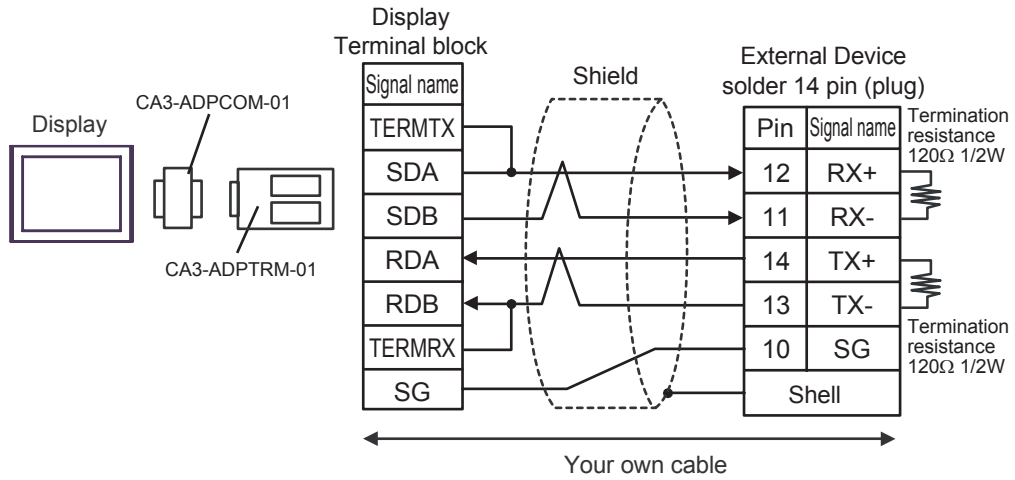 Display
Terminal block
External Device
solder 14 pin (plug)
Shield
CA3-ADPCOM-01
Display
CA3-ADPTRM-01
Signal name
TERMTX
SDA
SDB
RDA
RDB
TERMRX
SG
Pin Signal name
12 RX+
11 RX-
14 TX+
13 TX-
10 SG
Shell
Termination
resistance
120Ω 1/2W
Termination
resistance
120Ω 1/2W
Your own cable